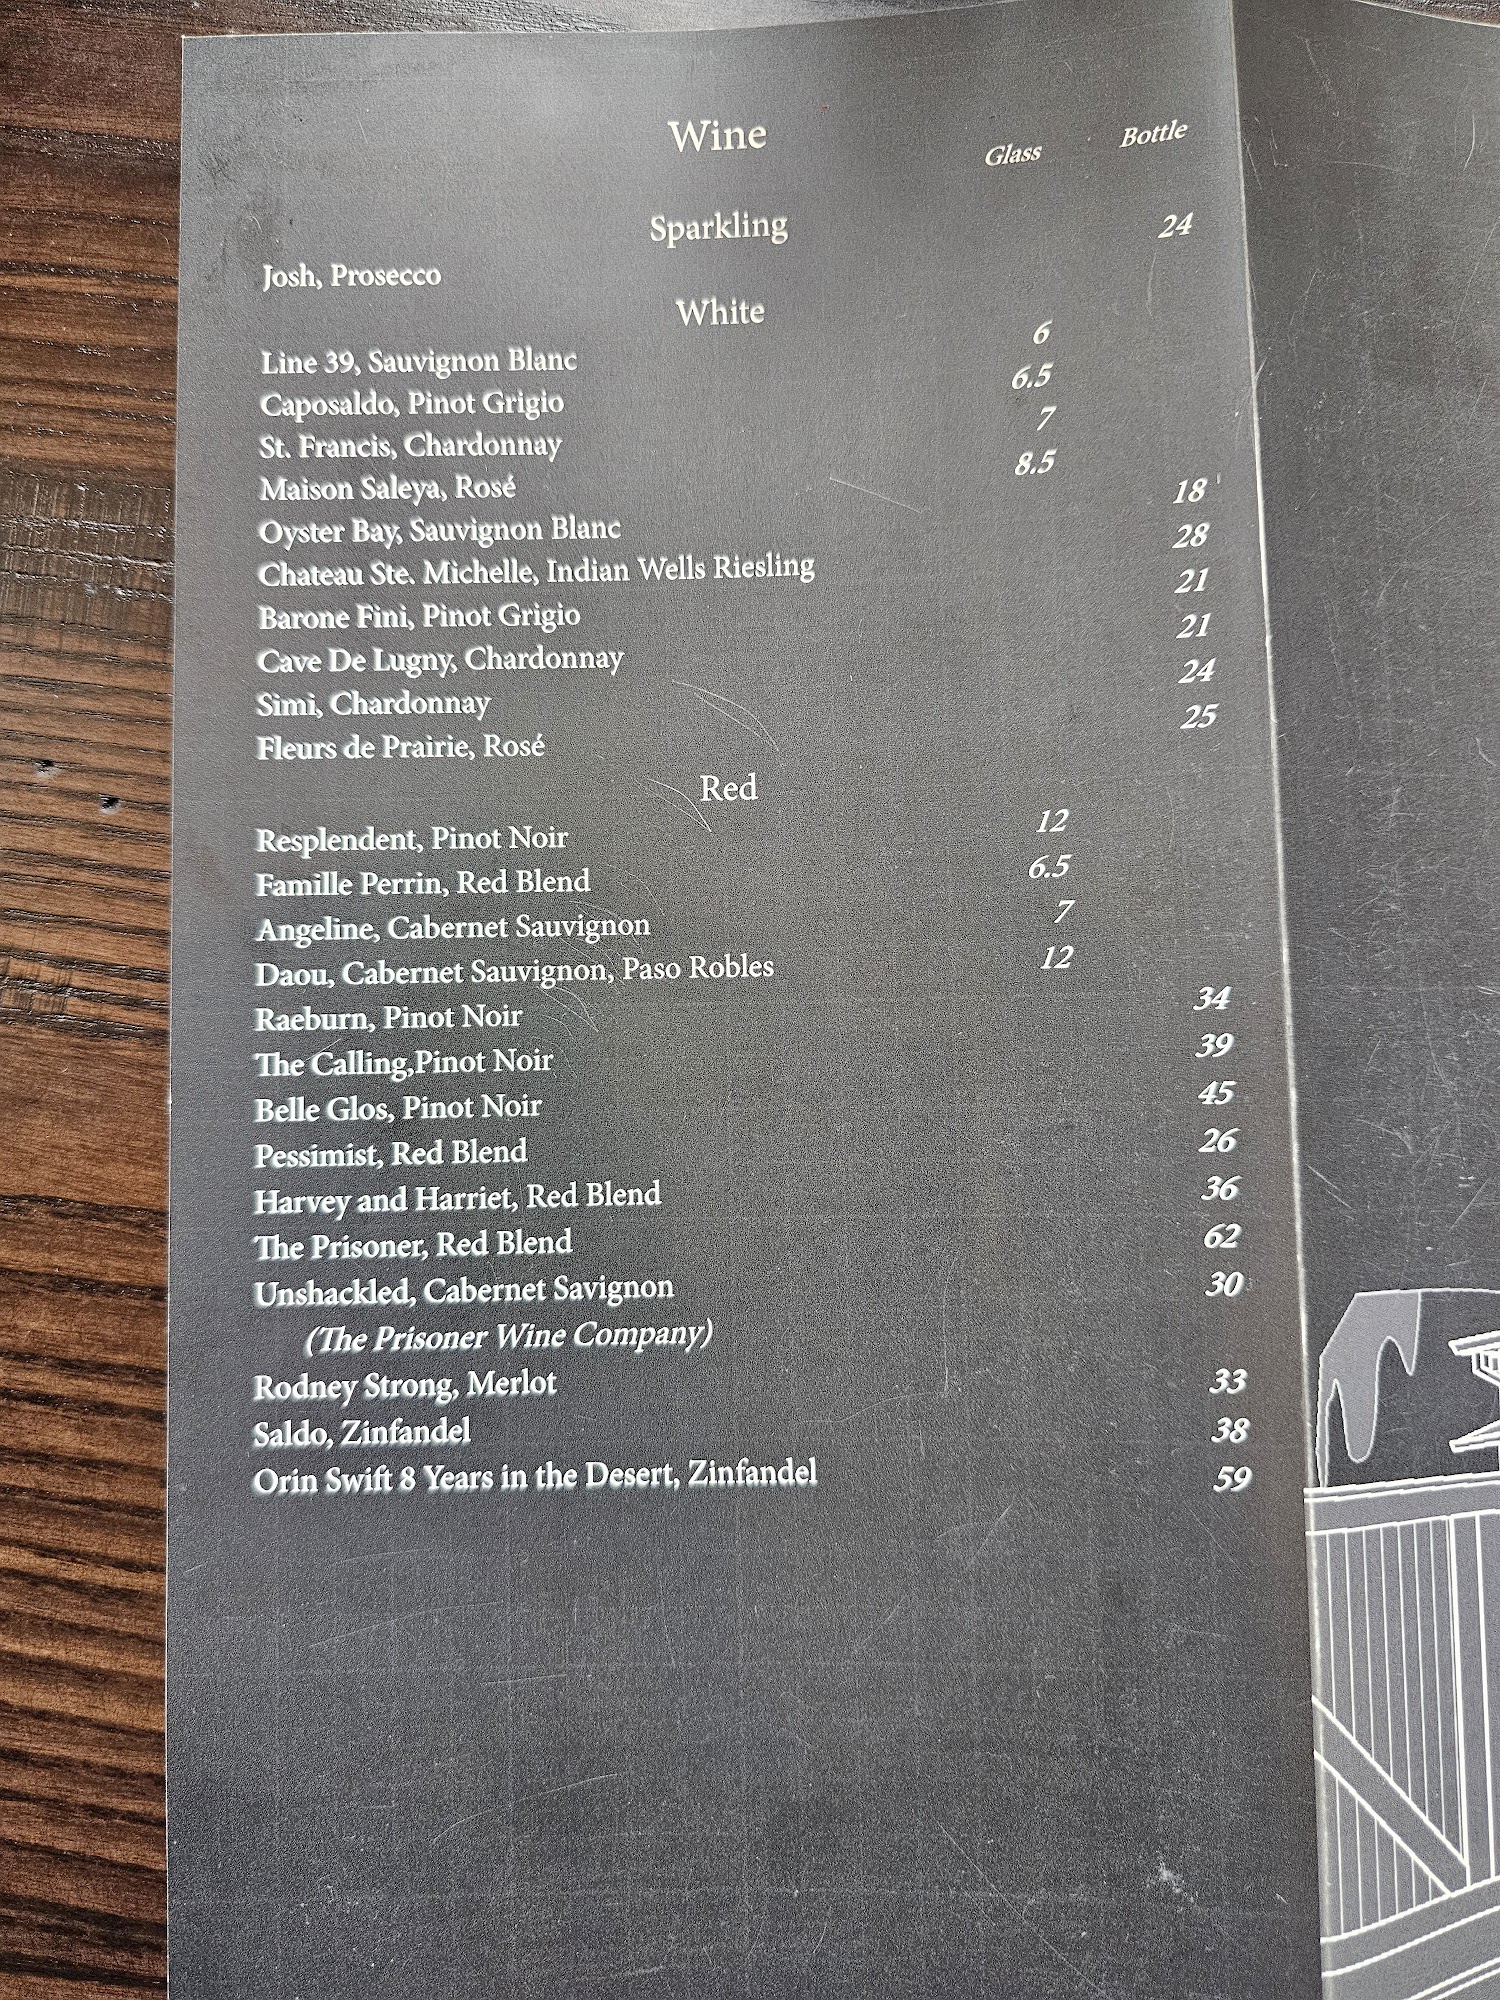 Wine Glass Bottle
Sparkling
Josh, Prosecco 24
White
Line 39, Sauvignon Blanc 6
Caposaldo, Pinot Grigio 6.5
St. Francis, Chardonnay 7
Maison Saleya, Rosé 8.5
Oyster Bay, Sauvignon Blanc 18
Chateau Ste. Michelle, Indian Wells Riesling 28
Barone Fini, Pinot Grigio 21
Cave De Lugny, Chardonnay 21
Simi, Chardonnay 24
Fleurs de Prairie, Rosé 25
Red
Resplendent, Pinot Noir 12
Famille Perrin, Red Blend 6.5
Angeline, Cabernet Sauvignon 7
Daou, Cabernet Sauvignon, Paso Robles 12
Raeburn, Pinot Noir 34
The Calling,Pinot Noir 39
Belle Glos, Pinot Noir 45
Pessimist, Red Blend 26
Harvey and Harriet, Red Blend 36
The Prisoner, Red Blend 62
Unshackled, Cabernet Savignon 30
(The Prisoner Wine Company)
Rodney Strong, Merlot 33
Saldo, Zinfandel 38
Orin Swift 8 Years in the Desert, Zinfandel 59